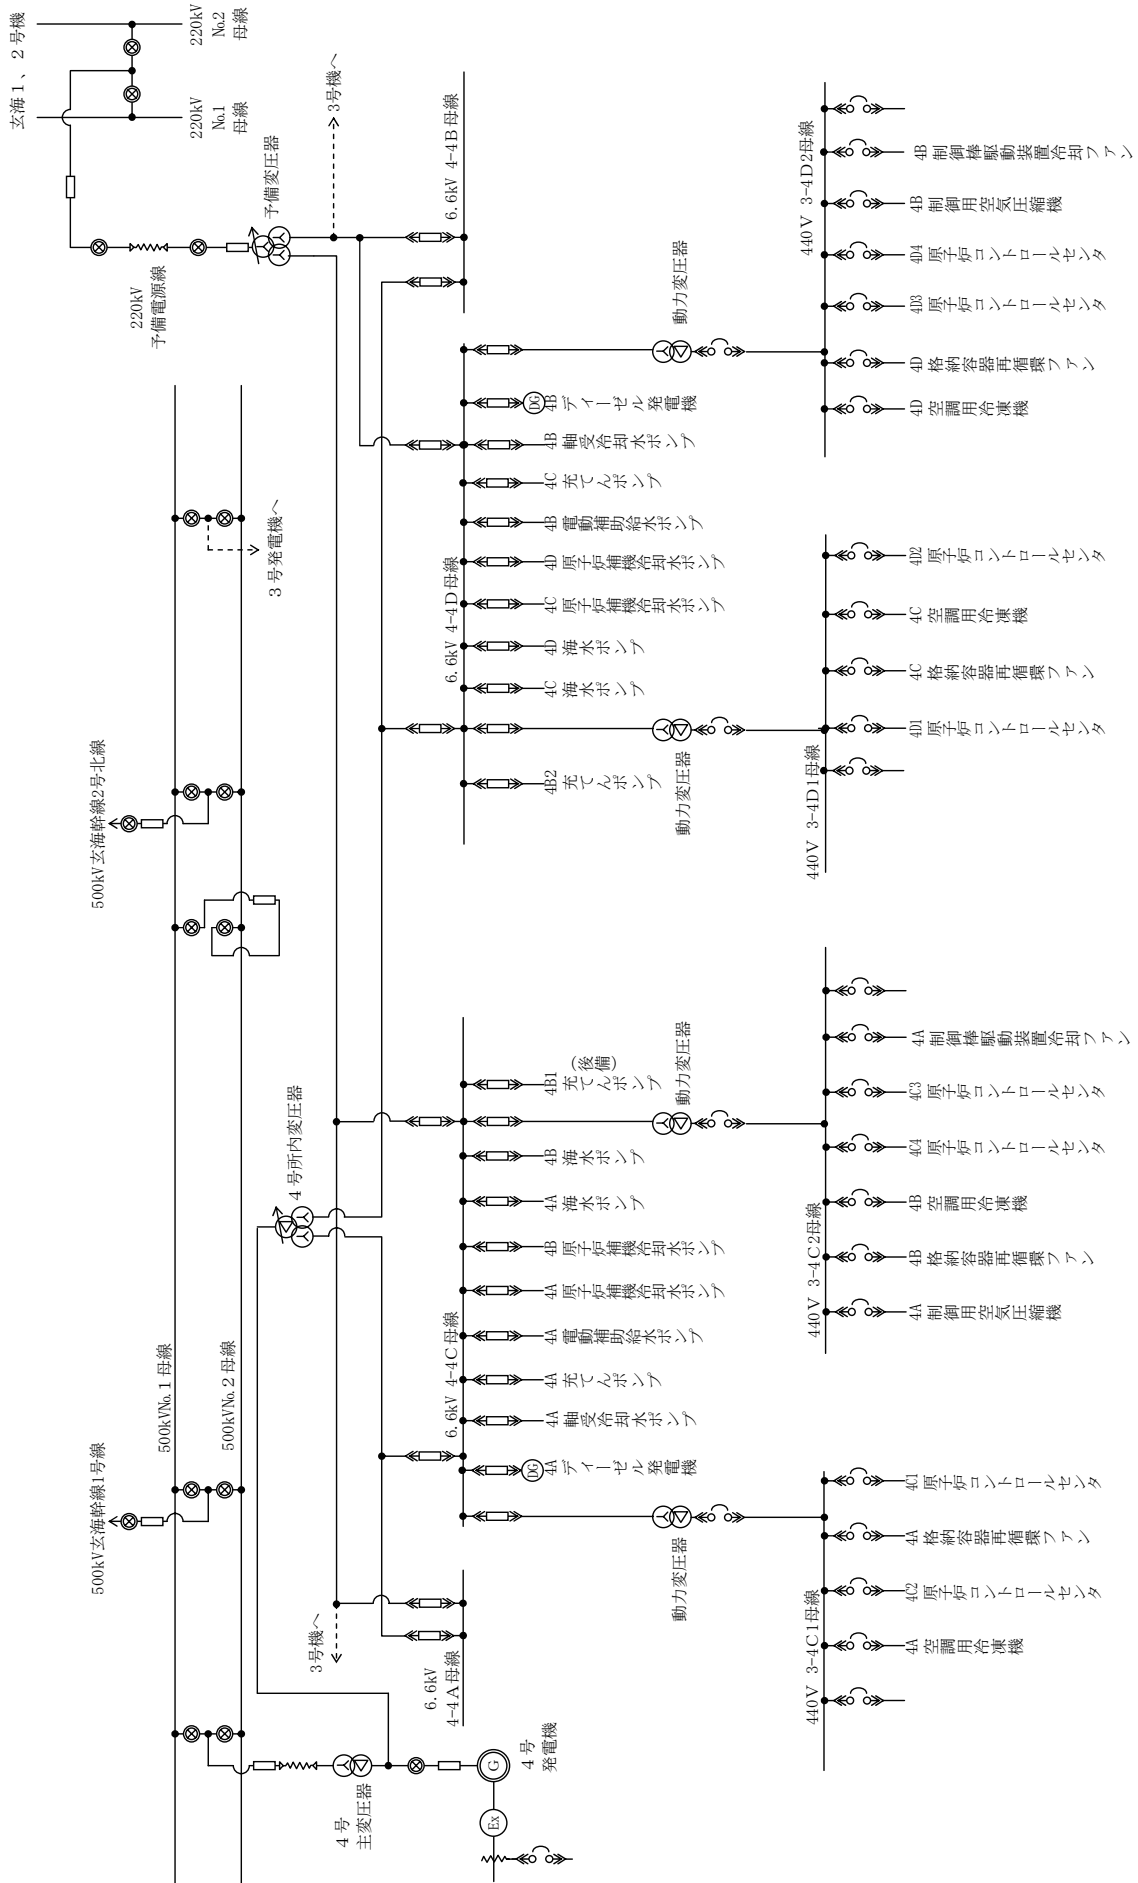 玄海1、2号機
220kV
No.2
母線
220kV
No.1
母線
予備変圧器
3号機へ
220kV
予備電源線
6.6kV 4-4B母線
440V 3-4D2母線
4B 制御棒駆動装置冷却ファン
4B 制御用空気圧縮機
4D4 原子炉コントロールセンタ
4D3 原子炉コントロールセンタ
4D 格納容器再循環ファン
4D 空調用冷凍機
動力変圧器
DG
4B ディーゼル発電機
4B 軸受冷却水ポンプ
4C 充てんポンプ
4B 電動補助給水ポンプ
4D 原子炉補機冷却水ポンプ
4C 原子炉補機冷却水ポンプ
4D 海水ポンプ
4C 海水ポンプ
6.6kV 4-4D母線
4B2 充てんポンプ
動力変圧器
3号発電機へ
500kV玄海幹線2号北線
4D2 原子炉コントロールセンタ
4C 空調用冷凍機
4C 格納容器再循環ファン
4D1 原子炉コントロールセンタ
440V 3-4D1母線
4号所内変圧器
(後備)
4B1 充てんポンプ
動力変圧器
4B 海水ポンプ
4A 海水ポンプ
4B 原子炉補機冷却水ポンプ
4A 原子炉補機冷却水ポンプ
4A 電動補助給水ポンプ
4A 充てんポンプ
4A 軸受冷却水ポンプ
DG
4A ディーゼル発電機
6.6kV 4-4C母線
動力変圧器
4A 制御棒駆動装置冷却ファン
4C3 原子炉コントロールセンタ
4C4 原子炉コントロールセンタ
4B 空調用冷凍機
4B 格納容器再循環ファン
4A 制御用空気圧縮機
440V 3-4C2母線
500kVNo.1母線
500kVNo.2母線
500kV玄海幹線1号線
4C1 原子炉コントロールセンタ
4A 格納容器再循環ファン
4C2 原子炉コントロールセンタ
4A 空調用冷凍機
440V 3-4C1母線
3号機へ
6.6kV
4-4A母線
4号
主変圧器
G
4号
発電機
Ex